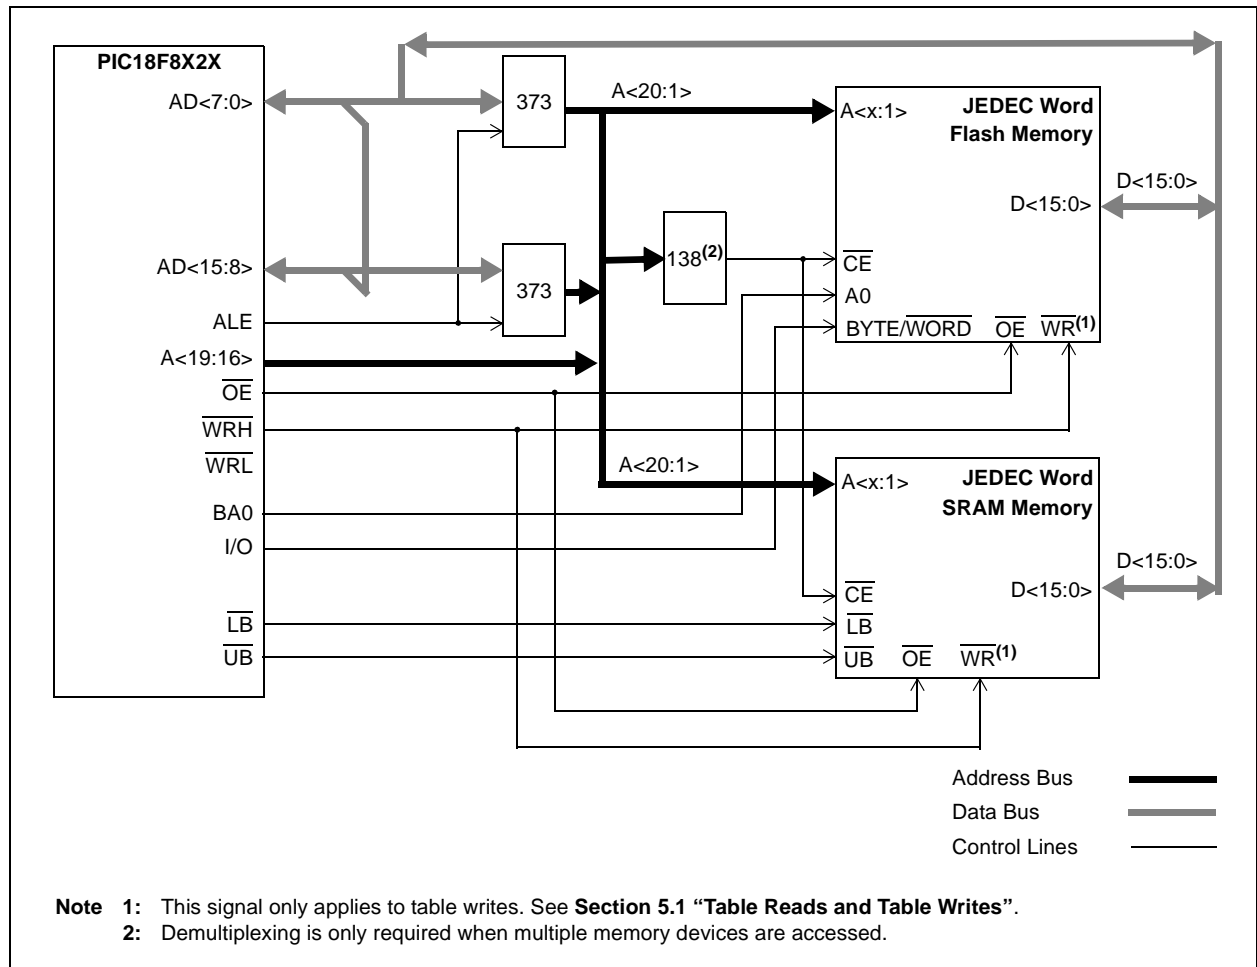 PIC18F8X2X
AD<7:0>
AD<15:8>
ALE
A<19:16>
OE
WRH
WRL
BA0
I/O
LB
UB
373
373
A<20:1>
138(2)
A<20:1>
A<x:1>
JEDEC Word
Flash Memory
D<15:0>
D<15:0>
CE
A0
BYTE/WORD OE WR(1)
A<x:1>
JEDEC Word
SRAM Memory
D<15:0>
D<15:0>
CE
LB
UB OE WR(1)
Address Bus
Data Bus
Control Lines
Note 1: This signal only applies to table writes. See Section 5.1 “Table Reads and Table Writes”.
2: Demultiplexing is only required when multiple memory devices are accessed.